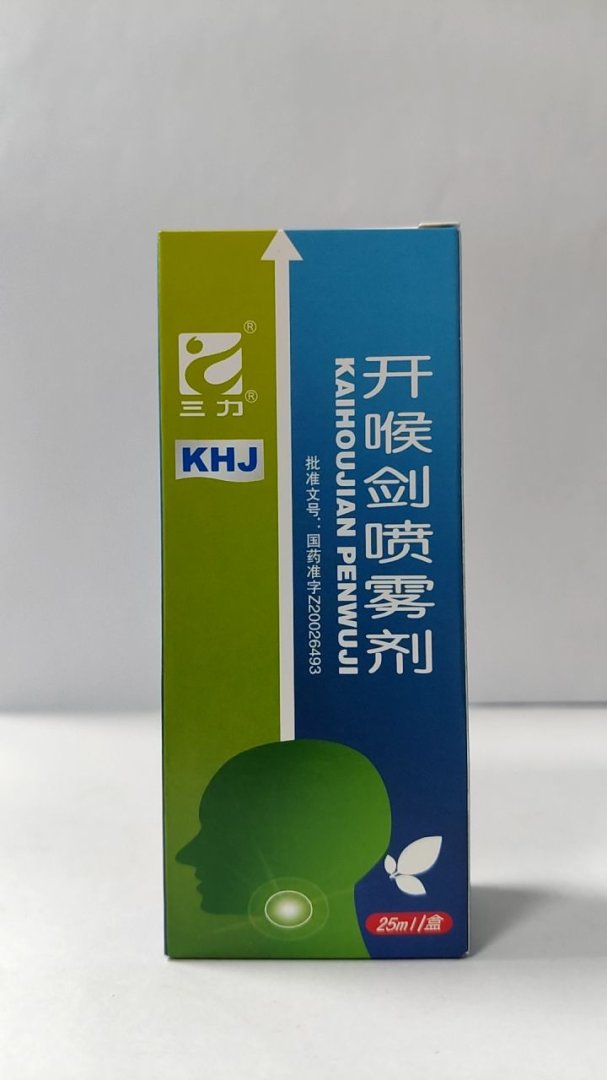 ®
三力®
KHJ
开喉剑喷雾剂
KAIHOUJIAN PENWUJI
批准文号：国药准字Z20026493
25ml/盒